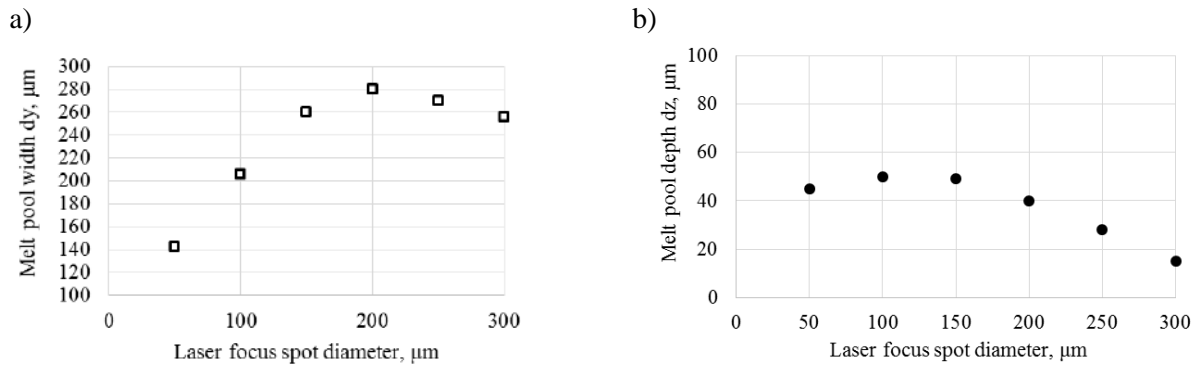 a)
300
280
260
240
220
200
180
160
140
120
100
Melt pool width dy, μm
0 100 200 300
Laser focus spot diameter, μm
b)
100
80
60
40
20
0
Melt pool depth dz, μm
0 50 100 150 200 250 300
Laser focus spot diameter, μm